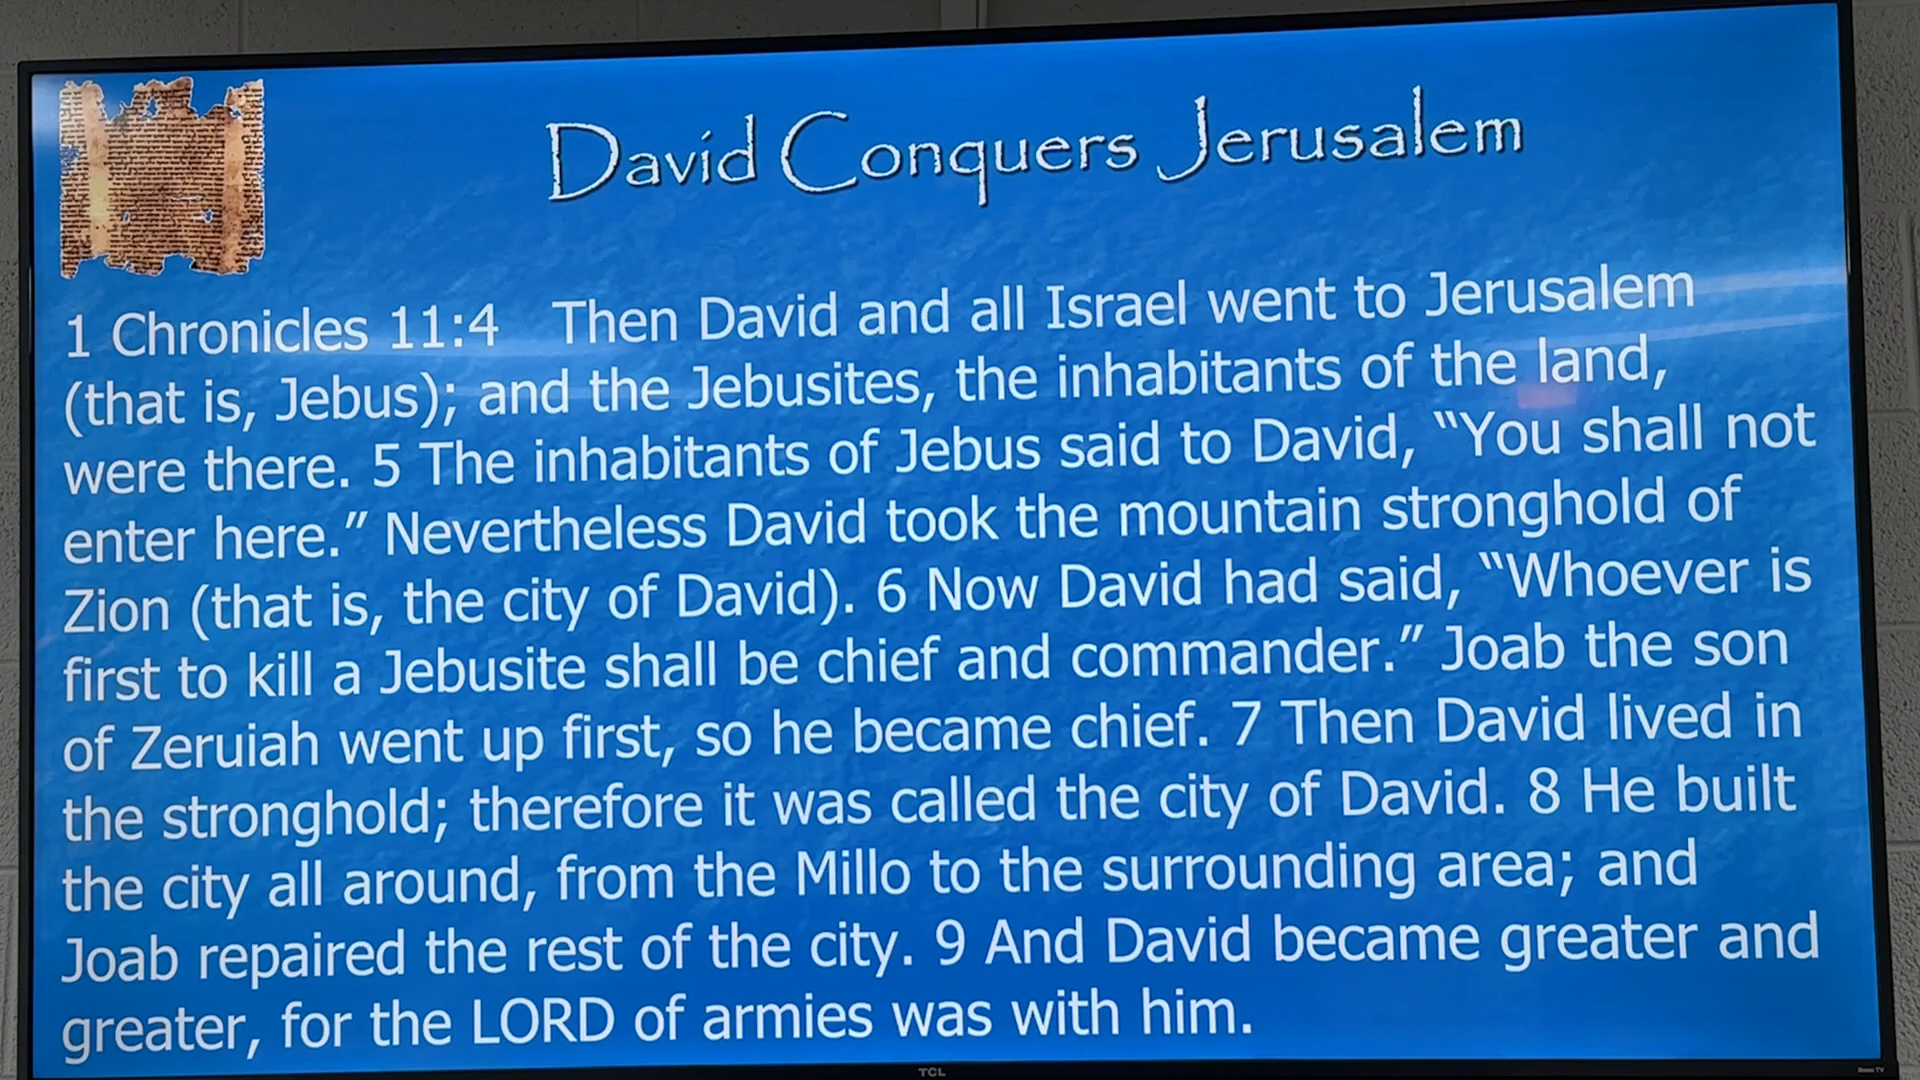 David Conquers Jerusalem
1 Chronicles 11:4 Then David and all Israel went to Jerusalem
(that is, Jebus); and the Jebusites, the inhabitants of the land,
were there. 5 The inhabitants of Jebus said to David, “You shall not
enter here.” Nevertheless David took the mountain stronghold of
Zion (that is, the city of David). 6 Now David had said, “Whoever is
first to kill a Jebusite shall be chief and commander.” Joab the son
of Zeruiah went up first, so he became chief. 7 Then David lived in
the stronghold; therefore it was called the city of David. 8 He built
the city all around, from the Millo to the surrounding area; and
Joab repaired the rest of the city. 9 And David became greater and
greater, for the LORD of armies was with him.
TCL
Roku TV